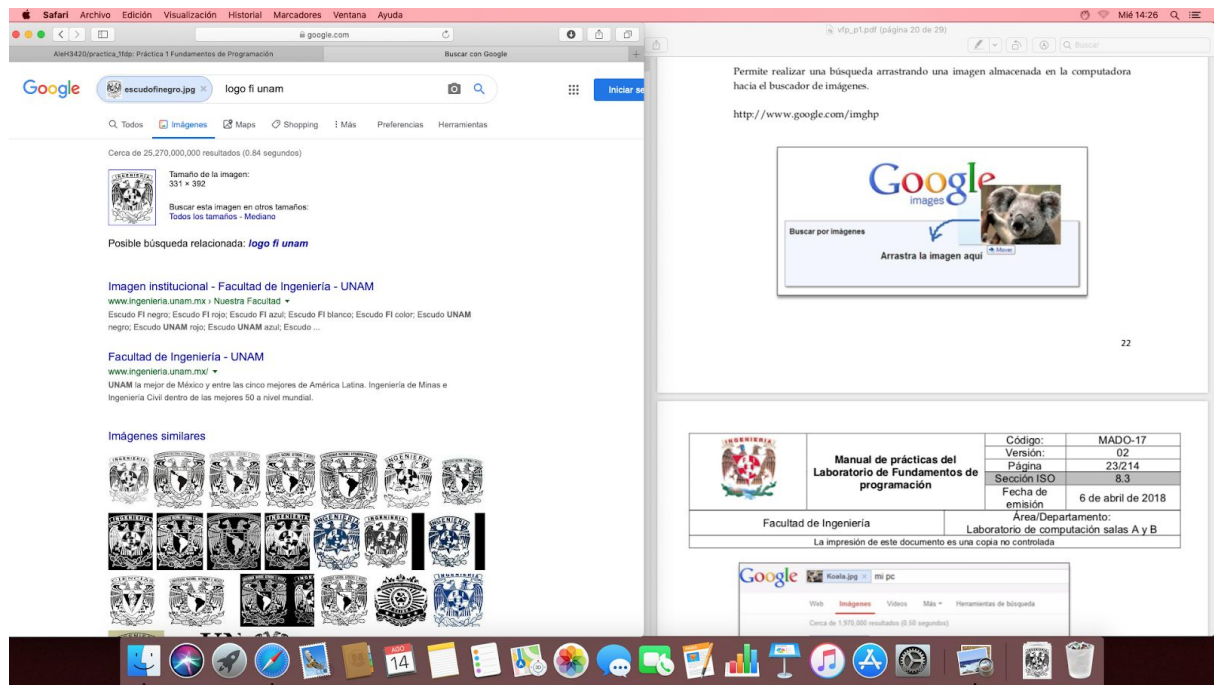 Safari Archivo Edición Visualización Historial Marcadores Ventana Ayuda
Mié 14:26
google.com
AleH3420/practica_1fdp: Práctica 1 Fundamentos de Programación
Buscar con Google
Google
escudofinegro.jpg × logo fi unam
Iniciar se
Todos Imágenes Maps Shopping Más Preferencias Herramientas
Cerca de 25,270,000,000 resultados (0.84 segundos)
Tamaño de la imagen:
331 × 392
Buscar esta imagen en otros tamaños:
Todos los tamaños - Mediano
Posible búsqueda relacionada: logo fi unam
Imagen institucional - Facultad de Ingeniería - UNAM
www.ingenieria.unam.mx › Nuestra Facultad
Escudo FI negro; Escudo FI rojo; Escudo FI azul; Escudo FI blanco; Escudo FI color; Escudo UNAM
negro; Escudo UNAM rojo; Escudo UNAM azul; Escudo ...
Facultad de Ingeniería - UNAM
www.ingenieria.unam.mx/
UNAM la mejor de México y entre las cinco mejores de América Latina. Ingeniería de Minas e
Ingeniería Civil dentro de las mejores 50 a nivel mundial.
Imágenes similares
vfp_p1.pdf (página 20 de 29)
Buscar
Permite realizar una búsqueda arrastrando una imagen almacenada en la computadora
hacia el buscador de imágenes.
http://www.google.com/imghp
Google
images
Buscar por imágenes
Arrastra la imagen aquí
Mover
22
INGENIERIA
Manual de prácticas del
Laboratorio de Fundamentos de
programación
Código: MADO-17
Versión: 02
Página 23/214
Sección ISO 8.3
Fecha de
emisión
6 de abril de 2018
Facultad de Ingeniería
Área/Departamento:
Laboratorio de computación salas A y B
La impresión de este documento es una copia no controlada
Google
Koala.jpg × mi pc
Web Imágenes Videos Más Herramientas de búsqueda
Cerca de 1,970,000 resultados (0.50 segundos)
AGO
14